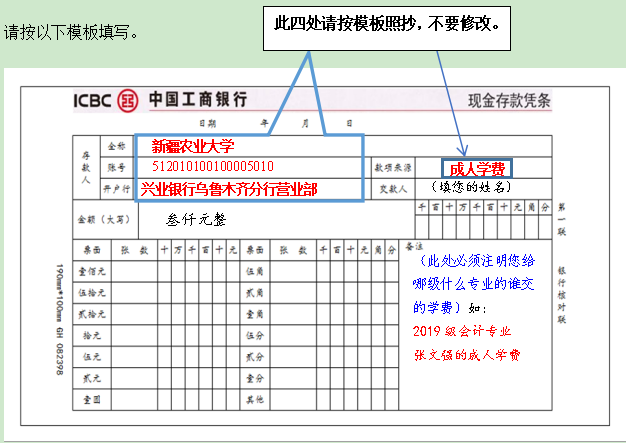 请按以下模板填写。
此四处请按模板照抄，不要修改。
ICBC 中国工商银行 现金存款凭条
日期 年 月 日
存款人 全称 新疆农业大学
账号 512010100100005010 款项来源 成人学费
开户行 兴业银行乌鲁木齐分行营业部 交款人 (填您的姓名)
金额（大写） 叁仟元整 千 百 十 万 千 百 十 元 角 分
票面 张 数 十 万 千 百 十 元 票面 张 数 千 百 十 元 角 分 备注
壹佰元 伍角
伍拾元 贰角
贰拾元 壹角
拾元 伍分
伍元 贰分
贰元 壹分
壹圆 其他
（此处必须注明您给
哪级什么专业的谁交
的学费）如:
2019级会计专业
张文强的成人学费
第一联
银行核对联
190mm*100mm GH 082398